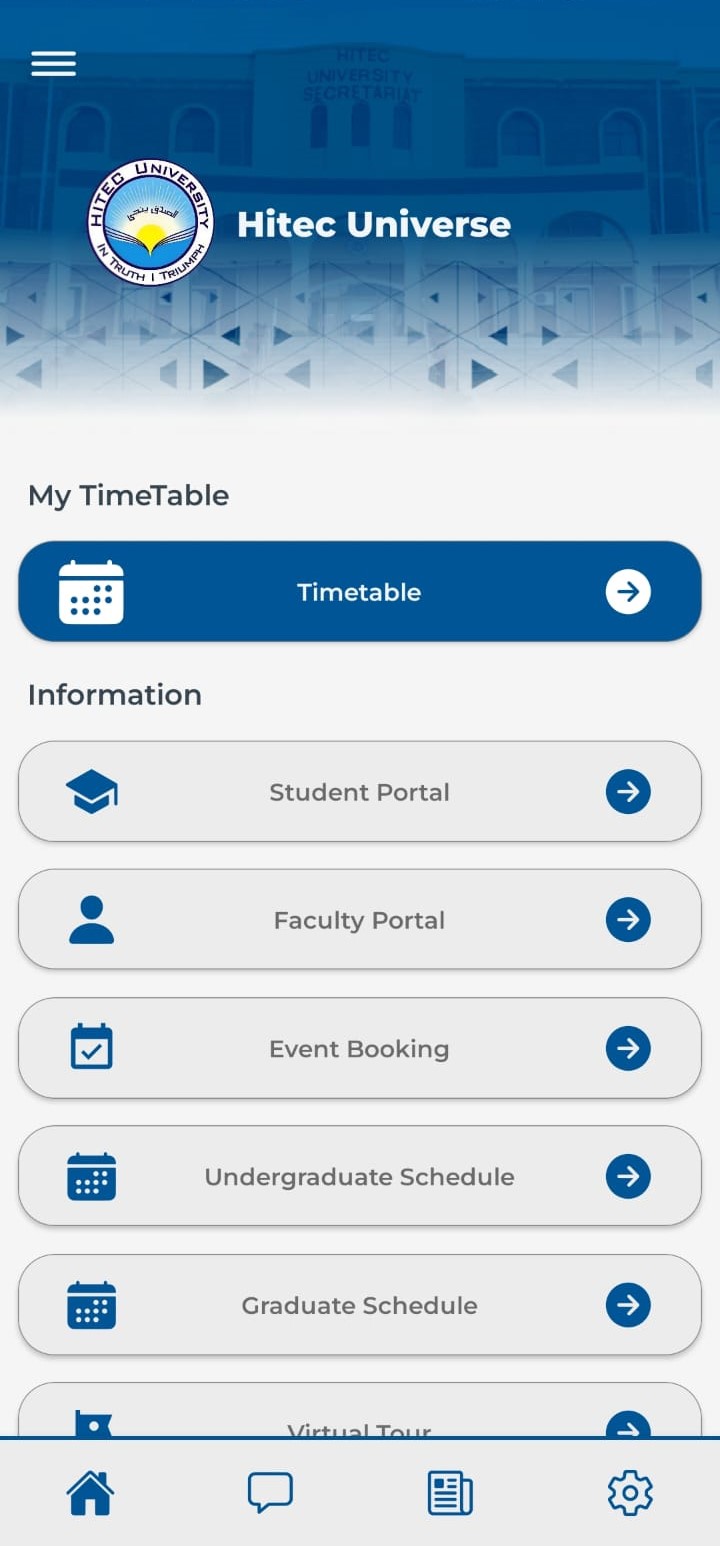 HITEC
UNIVERSITY
SECRETARIAT
HITEC UNIVERSITY
الصدق ينجي
IN TRUTH I TRIUMPH
Hitec Universe
My TimeTable
Timetable
Information
Student Portal
Faculty Portal
Event Booking
Undergraduate Schedule
Graduate Schedule
Virtual Tour